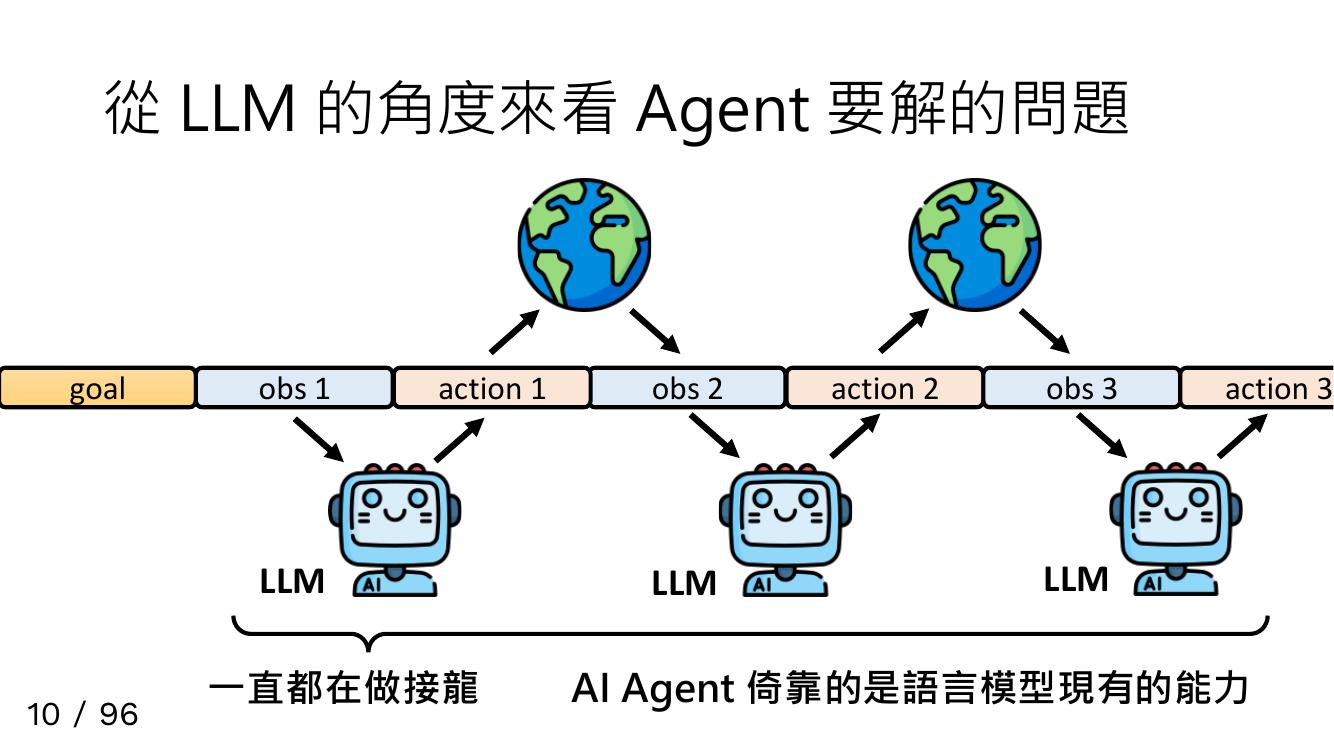 從 LLM 的角度來看 Agent 要解的問題
goal obs 1 action 1 obs 2 action 2 obs 3 action 3
AI AI AI
LLM LLM LLM
一直都在做接龍 AI Agent 倚靠的是語言模型現有的能力
10 / 96